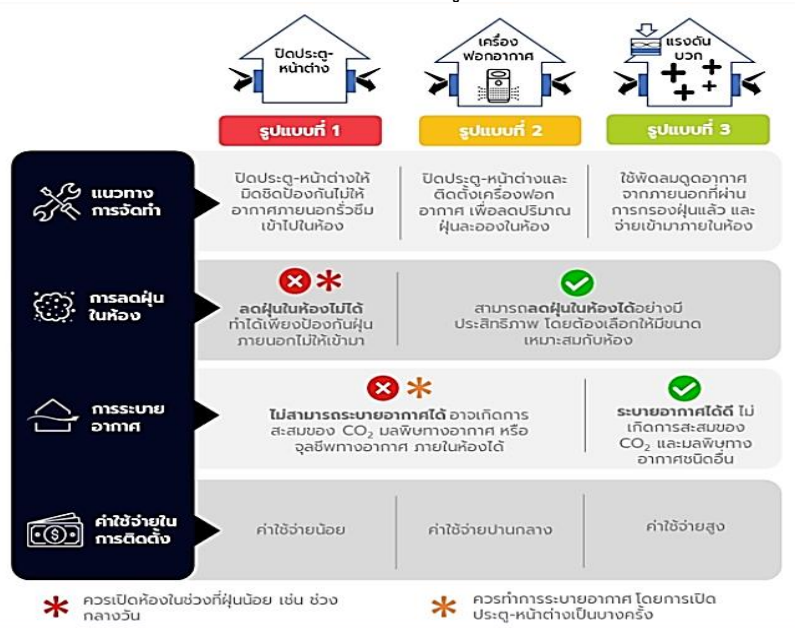 ปิดประตู-
หน้าต่าง
เครื่อง
ฟอกอากาศ
แรงดัน
บวก
รูปแบบที่ 1
รูปแบบที่ 2
รูปแบบที่ 3
แนวทาง
การจัดทำ
ปิดประตู-หน้าต่างให้
มิดชิดป้องกันไม่ให้
อากาศภายนอกรั่วซึม
เข้าไปในห้อง
ปิดประตู-หน้าต่างและ
ติดตั้งเครื่องฟอก
อากาศ เพื่อลดปริมาณ
ฝุ่นละอองในห้อง
ใช้พัดลมดูดอากาศ
จากภายนอกที่ผ่าน
การกรองฝุ่นแล้ว และ
จ่ายเข้ามาภายในห้อง
การลดฝุ่น
ในห้อง
ลดฝุ่นในห้องไม่ได้
ทำได้เพียงป้องกันฝุ่น
ภายนอกไม่ให้เข้ามา
สามารถลดฝุ่นในห้องได้อย่างมี
ประสิทธิภาพ โดยต้องเลือกให้มีขนาด
เหมาะสมกับห้อง
การระบาย
อากาศ
ไม่สามารถระบายอากาศได้ อาจเกิดการ
สะสมของ CO₂ มลพิษทางอากาศ หรือ
จุลชีพทางอากาศ ภายในห้องได้
ระบายอากาศได้ดี ไม่
เกิดการสะสมของ
CO₂ และมลพิษทาง
อากาศชนิดอื่น
ค่าใช้จ่ายใน
การติดตั้ง
ค่าใช้จ่ายน้อย
ค่าใช้จ่ายปานกลาง
ค่าใช้จ่ายสูง
* ควรเปิดห้องในช่วงที่ฝุ่นน้อย เช่น ช่วง
กลางวัน
* ควรทำการระบายอากาศ โดยการเปิด
ประตู-หน้าต่างเป็นบางครั้ง